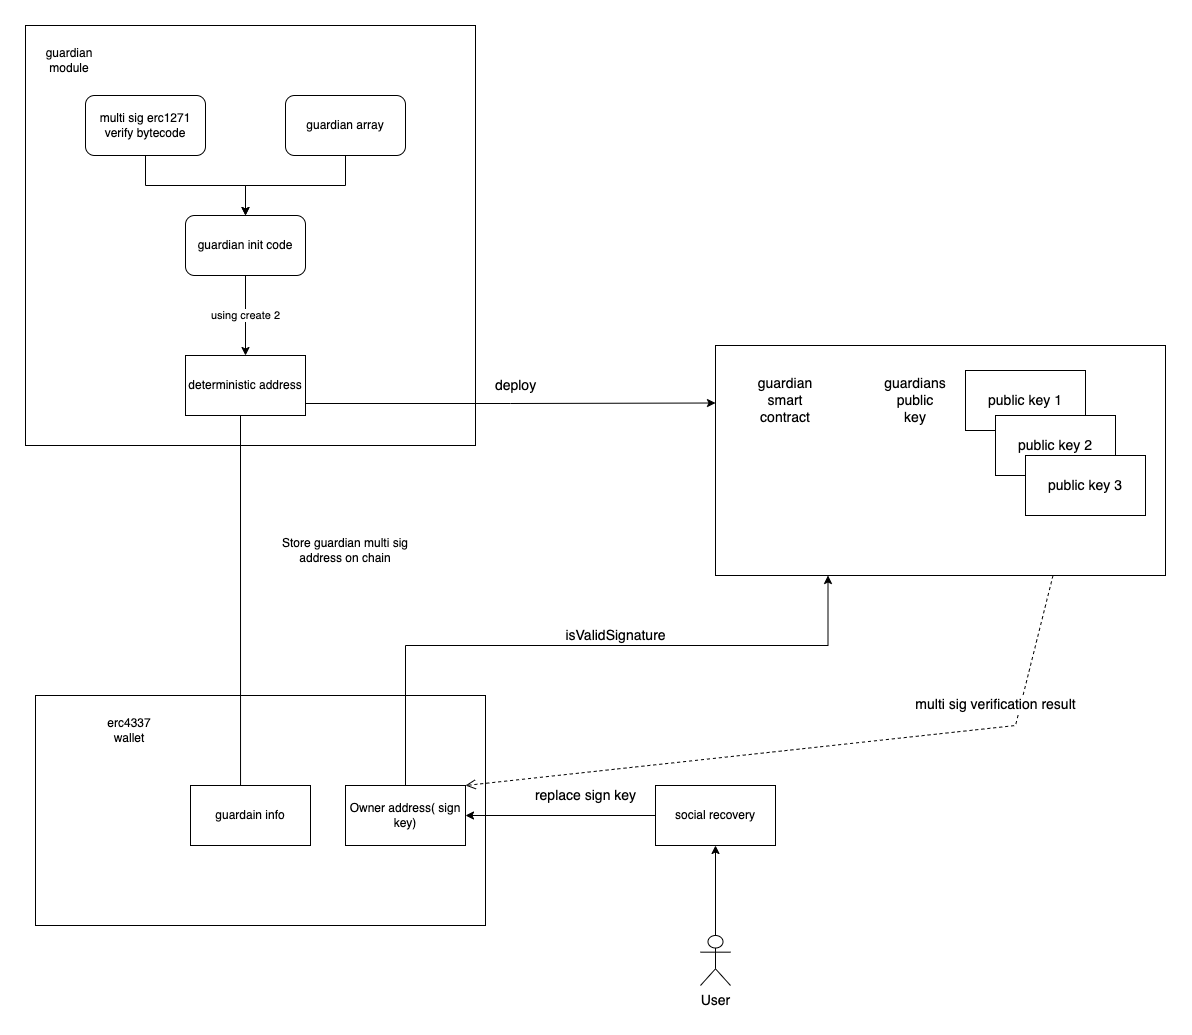 guardian
module
multi sig erc1271
verify bytecode
guardian array
guardian init code
using create 2
deterministic address
deploy
guardian
smart
contract
guardians
public
key
public key 1
public key 2
public key 3
Store guardian multi sig
address on chain
isValidSignature
multi sig verification result
erc4337
wallet
guardain info
Owner address( sign
key)
replace sign key
social recovery
User